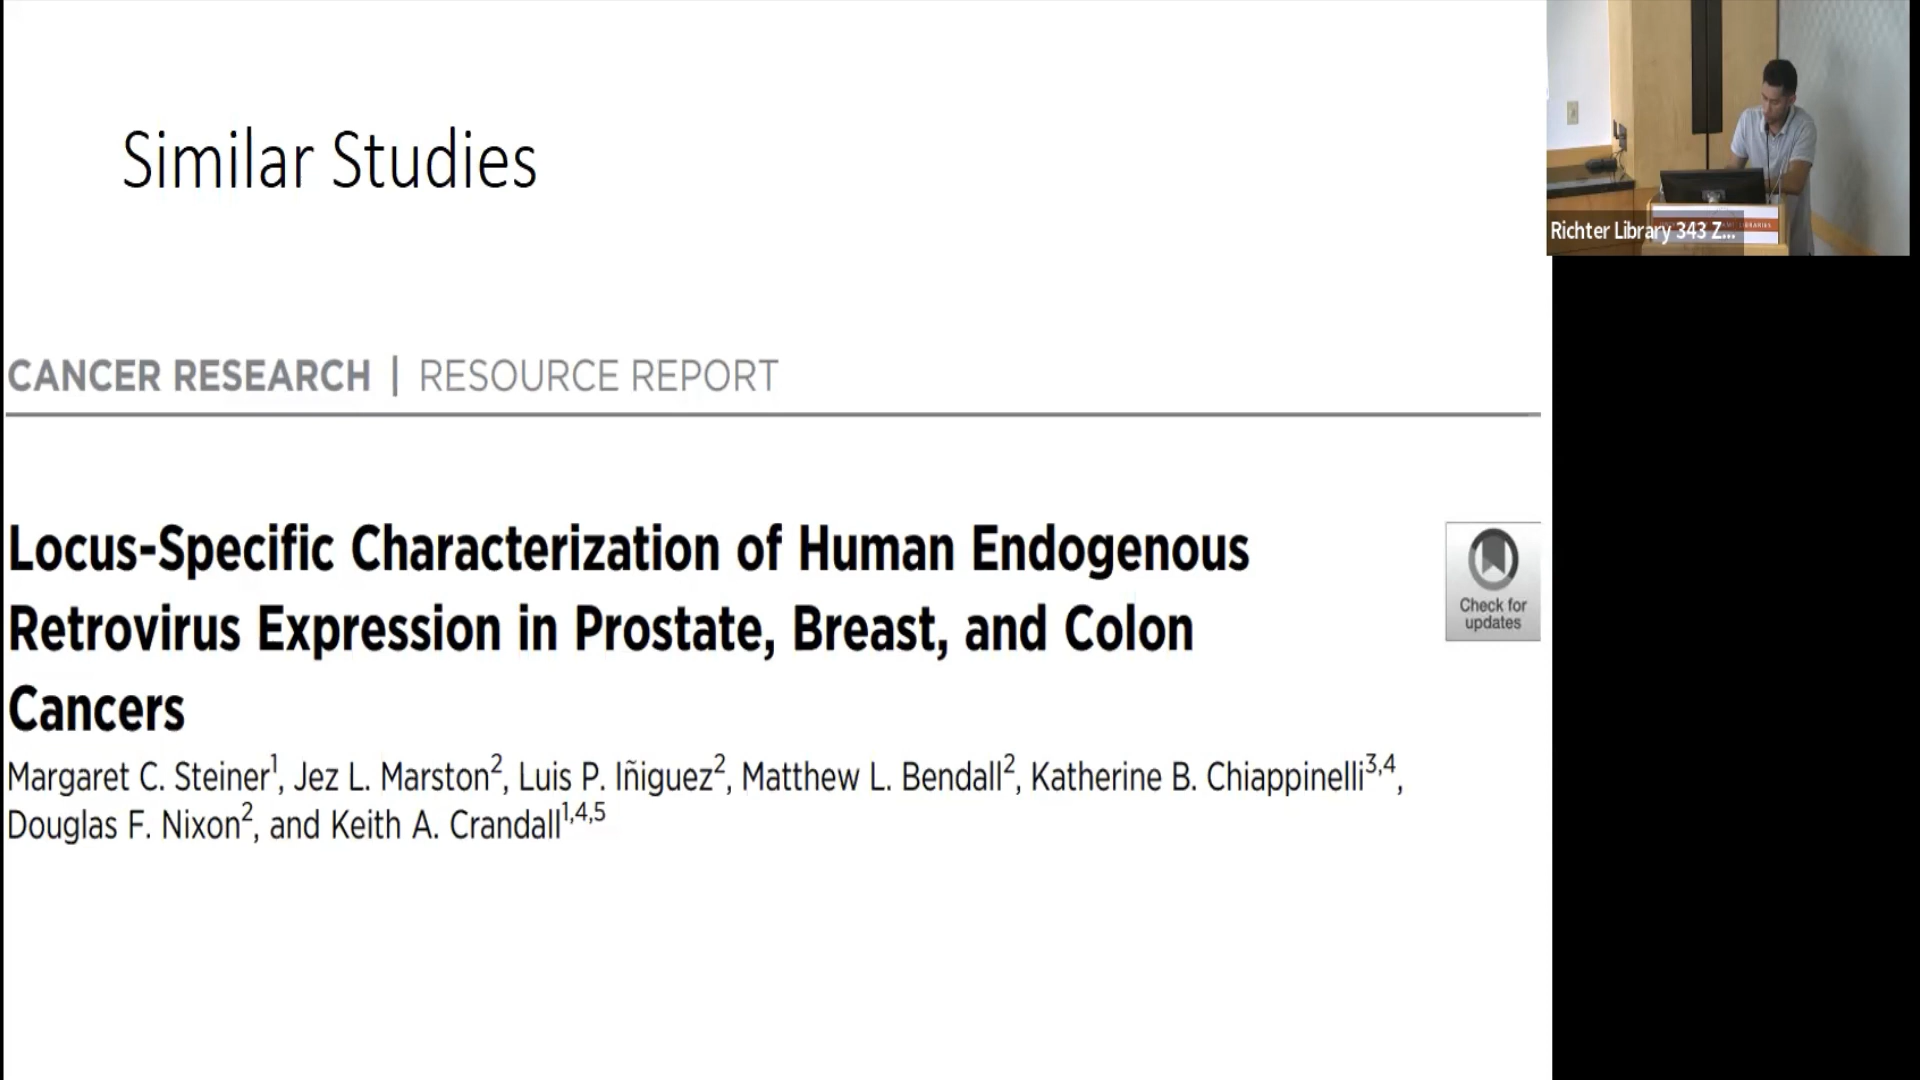 Similar Studies
CANCER RESEARCH | RESOURCE REPORT
Locus-Specific Characterization of Human Endogenous
Retrovirus Expression in Prostate, Breast, and Colon
Cancers
Check for
updates
Margaret C. Steiner1, Jez L. Marston2, Luis P. Iñiguez2, Matthew L. Bendall2, Katherine B. Chiappinelli3,4,
Douglas F. Nixon2, and Keith A. Crandall1,4,5
Richter Library 343 Z...
LIBRARIES